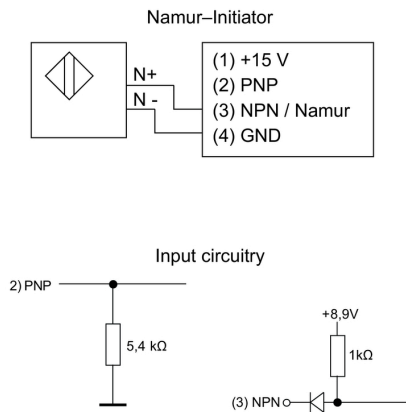 Namur–Initiator
N+
N -
(1) +15 V
(2) PNP
(3) NPN / Namur
(4) GND
Input circuitry
2) PNP
5,4 kΩ
+8,9V
1kΩ
(3) NPN